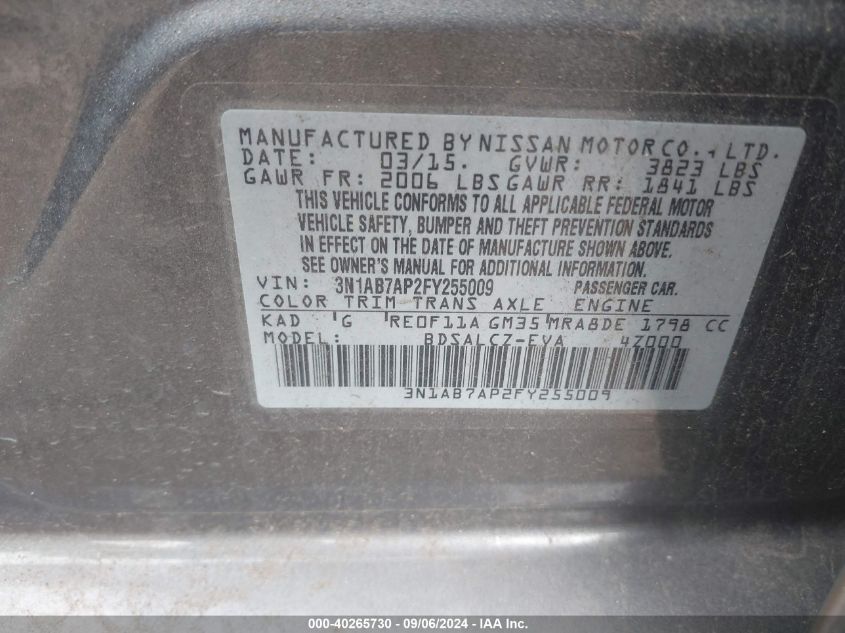 MANUFACTURED BY NISSAN MOTOR CO., LTD.
DATE: 03/15. GVWR: 3823 LBS
GAWR FR: 2006 LBS GAWR RR: 1841 LBS
THIS VEHICLE CONFORMS TO ALL APPLICABLE FEDERAL MOTOR
VEHICLE SAFETY, BUMPER AND THEFT PREVENTION STANDARDS
IN EFFECT ON THE DATE OF MANUFACTURE SHOWN ABOVE.
SEE OWNER'S MANUAL FOR ADDITIONAL INFORMATION.
VIN: 3N1AB7AP2FY255009 PASSENGER CAR.
COLOR TRIM TRANS AXLE ENGINE
KAD G RE0F11A GM35 MRA8DE 1798 CC
MODEL: BDSALCZ-EVA 4Z000
3N1AB7AP2FY255009
000-40265730 - 09/06/2024 - IAA Inc.